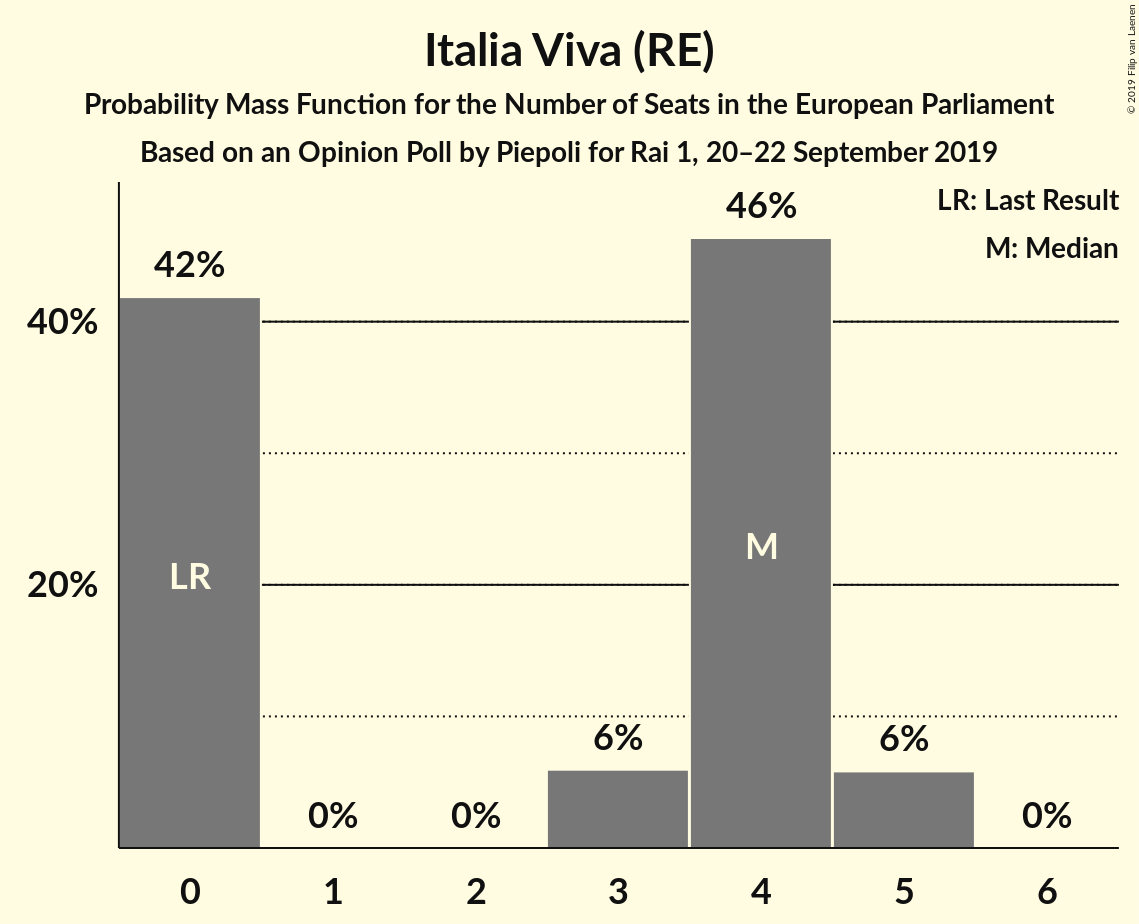 Italia Viva (RE)
Probability Mass Function for the Number of Seats in the European Parliament
Based on an Opinion Poll by Piepoli for Rai 1, 20–22 September 2019
© 2019 Filip van Laenen
LR: Last Result
M: Median
46%
42%
40%
M
LR
20%
6%
6%
0%
0%
0%
0
1
2
3
4
5
6